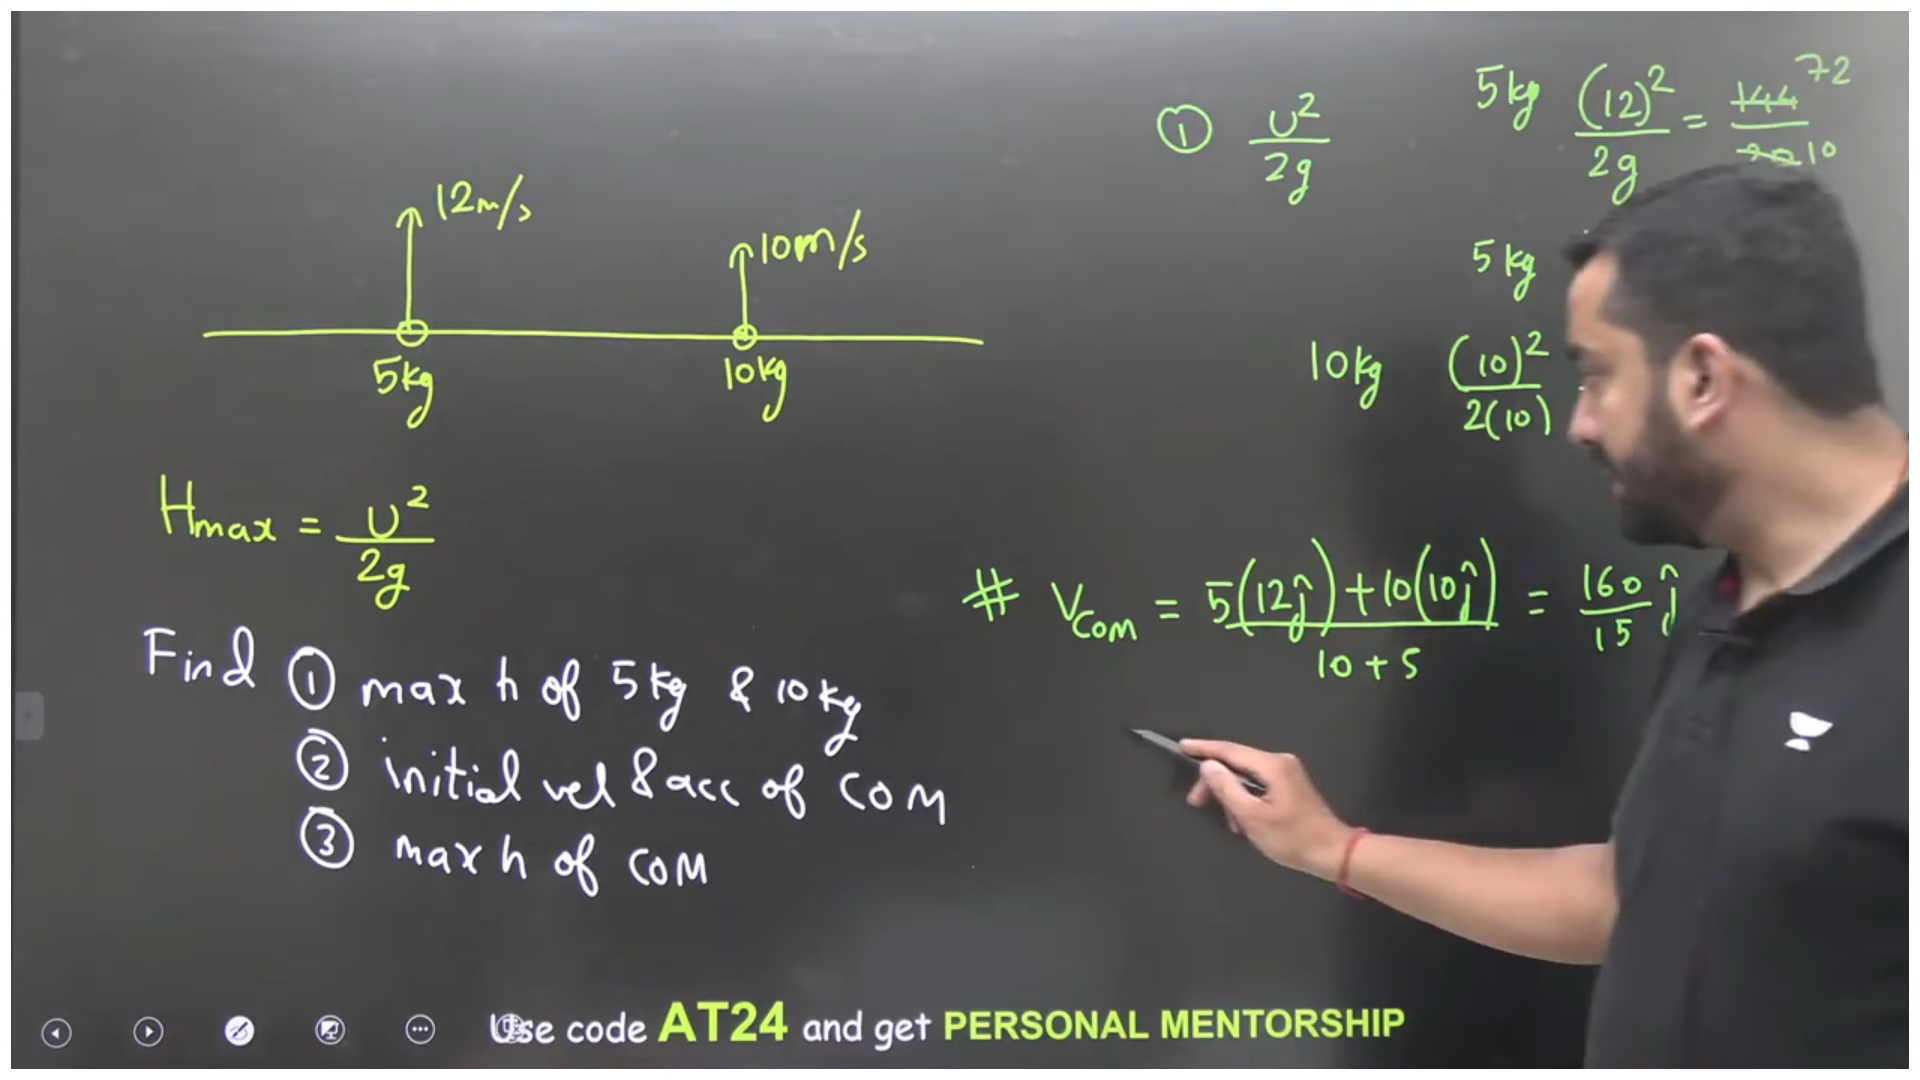 12m/s
10m/s
5kg
10kg
Hmax = U²/2g
Find ① max h of 5kg & 10kg
② initial vel & acc of COM
③ max h of COM
① U²/2g
5kg (12)²/2g = 144/20 72/10
5kg
10kg (10)²/2(10)
# VCOM = 5(12ĵ)+10(10ĵ)/10+5 = 160/15 ĵ
Use code AT24 and get PERSONAL MENTORSHIP